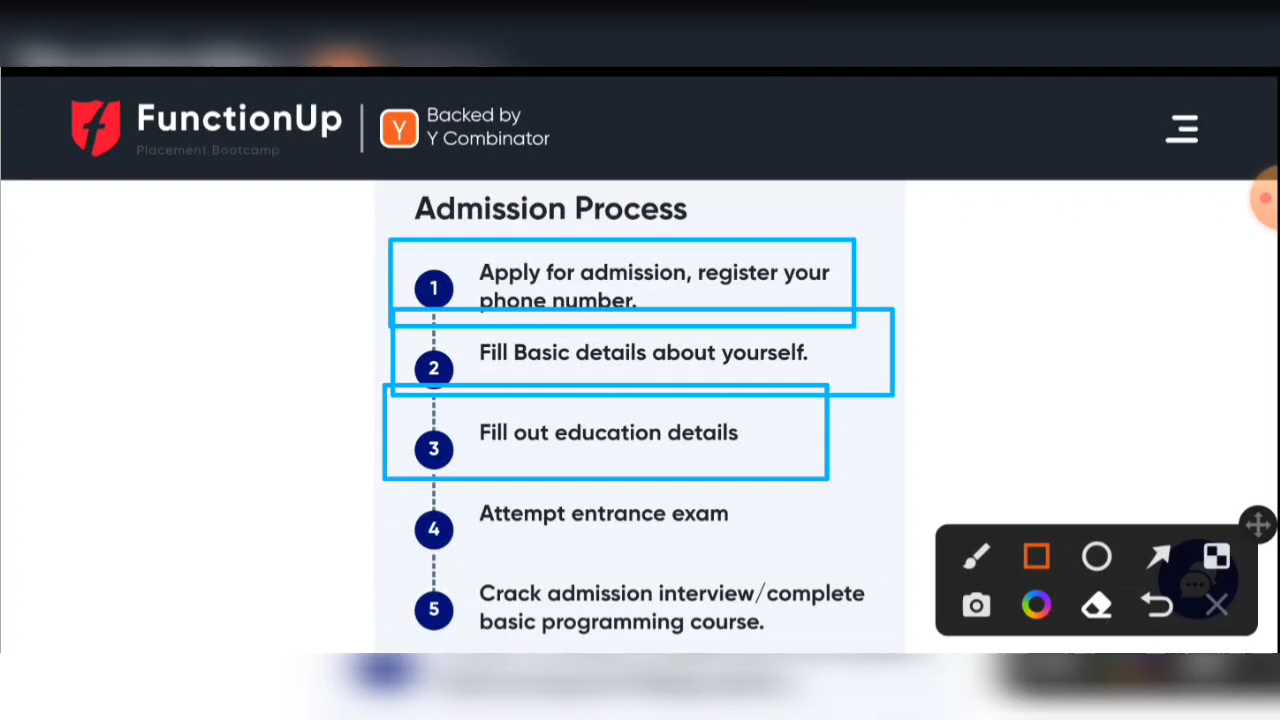 FunctionUp
Placement Bootcamp
Y
Backed by
Y Combinator
Admission Process
1
Apply for admission, register your
phone number.
2
Fill Basic details about yourself.
3
Fill out education details
4
Attempt entrance exam
5
Crack admission interview/complete
basic programming course.